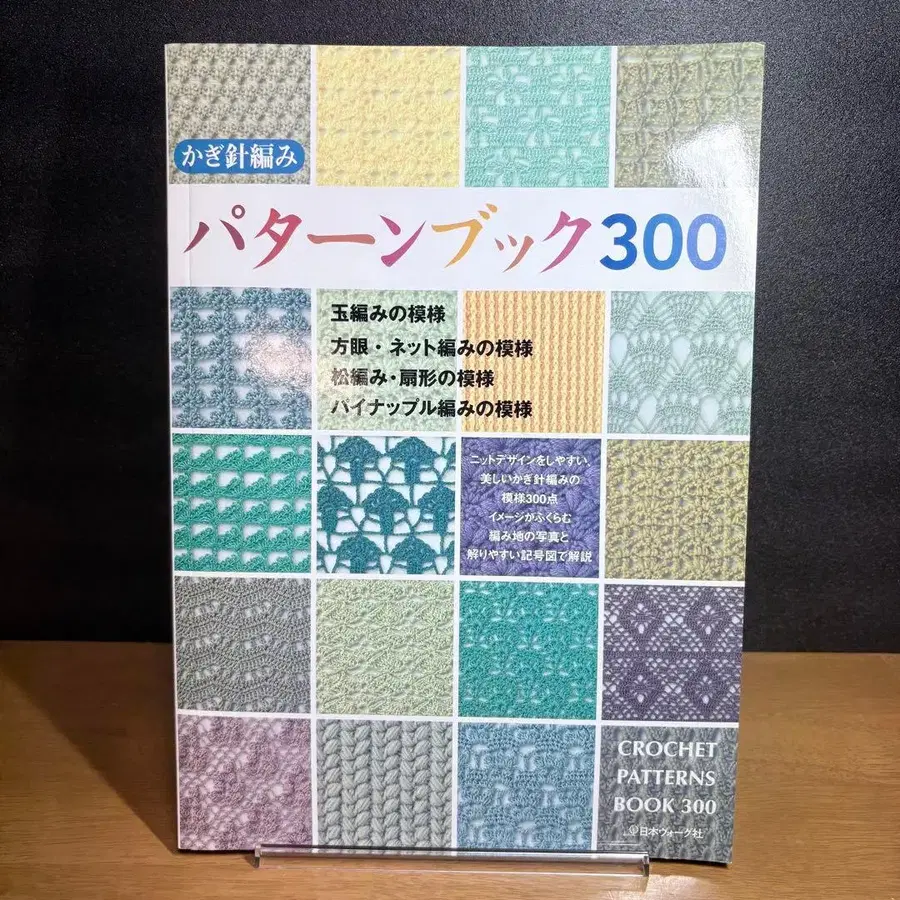 かぎ針編み
パターンブック300
玉編みの模様
方眼・ネット編みの模様
松編み・扇形の模様
パイナップル編みの模様
ニットデザインをしやすい
美しいかぎ針編みの
模様300点
イメージがふくらむ
編み地の写真と
解りやすい記号図で解説
CROCHET
PATTERNS
BOOK 300
日本ヴォーグ社